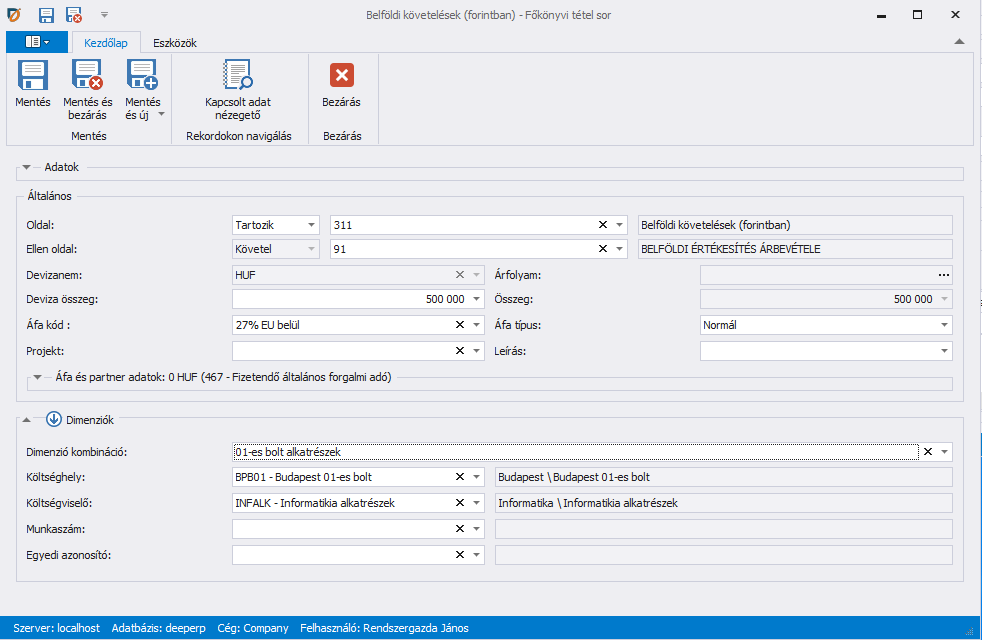 Belföldi követelések (forintban) - Főkönyvi tétel sor
Kezdőlap Eszközök
Mentés Mentés és bezárás Mentés és új Kapcsolt adat nézegető Bezárás
Mentés Rekordokon navigálás Bezárás
Adatok
Általános
Oldal: Tartozik 311 Belföldi követelések (forintban)
Ellen oldal: Követel 91 BELFÖLDI ÉRTÉKESÍTÉS ÁRBEVÉTELE
Devizanem: HUF Árfolyam:
Deviza összeg: 500 000 Összeg: 500 000
Áfa kód : 27% EU belül Áfa típus: Normál
Projekt: Leírás:
Áfa és partner adatok: 0 HUF (467 - Fizetendő általános forgalmi adó)
Dimenziók
Dimenzió kombináció: 01-es bolt alkatrészek
Költséghely: BPB01 - Budapest 01-es bolt Budapest \ Budapest 01-es bolt
Költségviselő: INFALK - Informatikai alkatrészek Informatika \ Informatikia alkatrészek
Munkaszám:
Egyedi azonosító:
Szerver: localhost Adatbázis: deeperp Cég: Company Felhasználó: Rendszergazda János